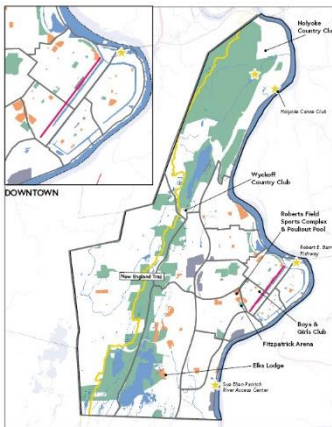 Holyoke
Country Club
Holyoke Canoe Club
Wyckoff
Country Club
DOWNTOWN
Roberts Field
Sports Complex
& Pouliout Pool
Robert E. Barrett
Fishway
New England Trail
Boys &
Girls Club
Fitzpatrick Arena
Elks Lodge
Sue Ellen Panitch
River Access Center